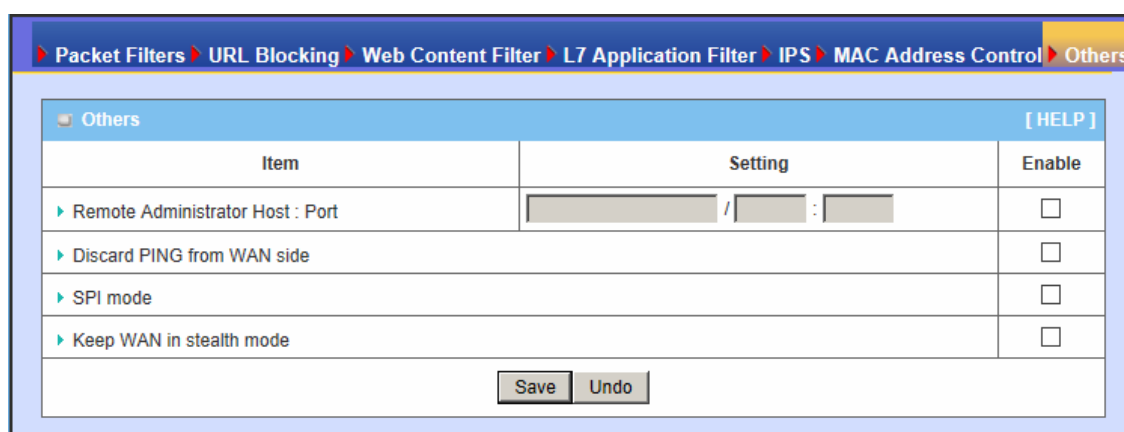 Packet Filters URL Blocking Web Content Filter L7 Application Filter IPS MAC Address Control Others
Others [ HELP ]
Item Setting Enable
Remote Administrator Host : Port / :
Discard PING from WAN side
SPI mode
Keep WAN in stealth mode
Save Undo